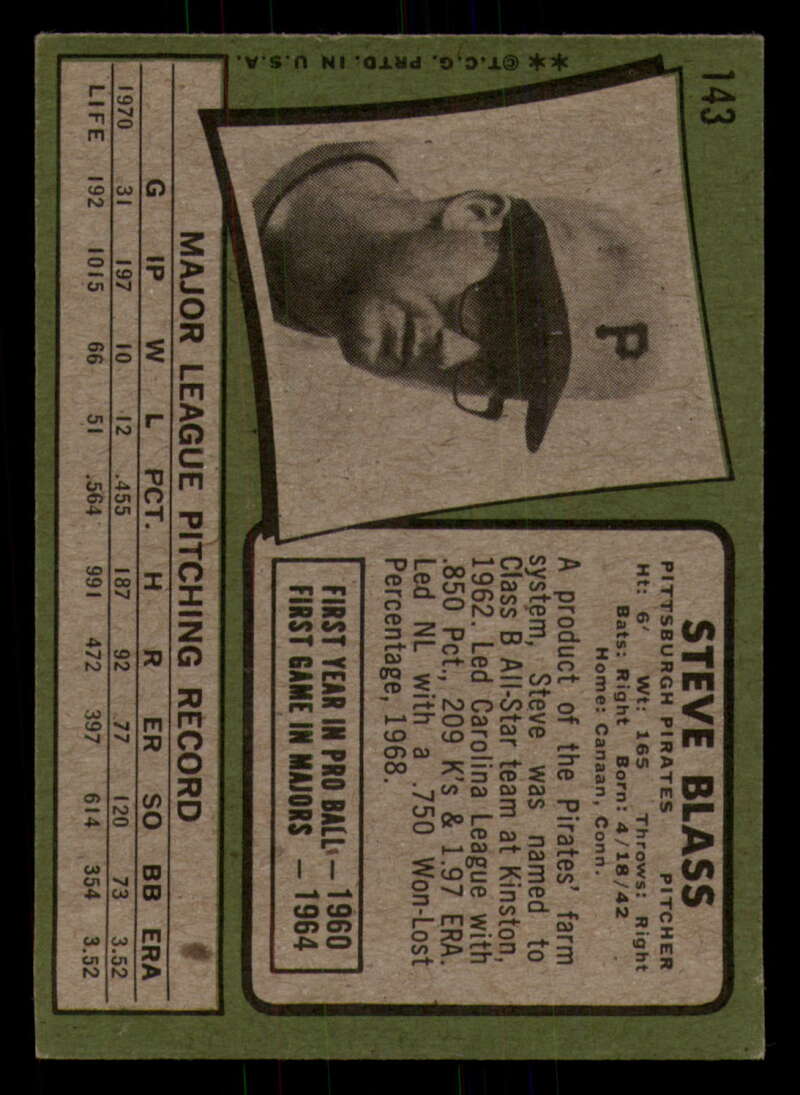 143
**©T.C.G. PRTD. IN U.S.A.
P
STEVE BLASS
PITTSBURGH PIRATES PITCHER
Ht: 6' Wt: 165 Throws: Right
Bats: Right Born: 4/18/42
Home: Canaan, Conn.
A product of the Pirates' farm
system, Steve was named to
Class B All-Star team at Kinston,
1962. Led Carolina League with
.850 Pct., 209 K's & 1.97 ERA.
Led NL with a .750 Won-Lost
Percentage, 1968.
FIRST YEAR IN PRO BALL — 1960
FIRST GAME IN MAJORS — 1964
MAJOR LEAGUE PITCHING RECORD
G IP W L PCT. H R ER SO BB ERA
1970 31 197 10 12 .455 187 92 77 120 73 3.52
LIFE 192 1015 66 51 .564 991 472 397 614 354 3.52